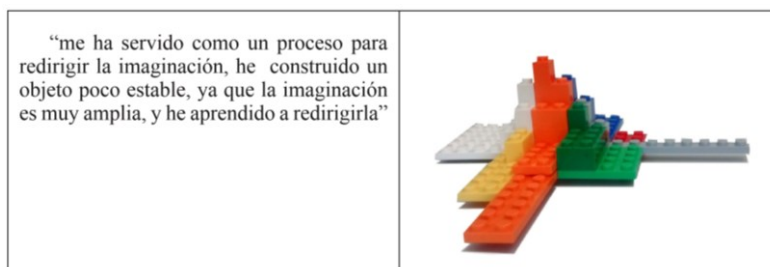 “me ha servido como un proceso para
redirigir la imaginación, he construido un
objeto poco estable, ya que la imaginación
es muy amplia, y he aprendido a redirigirla”